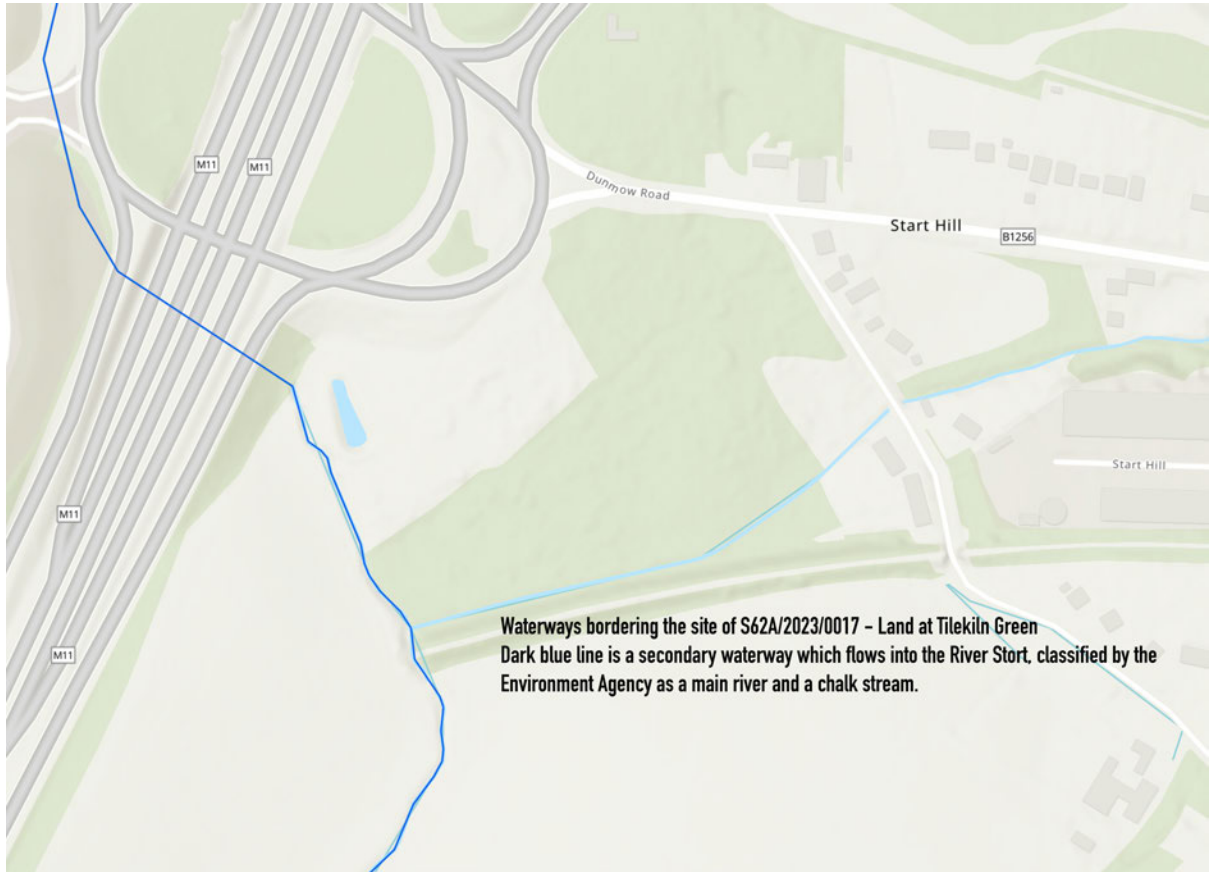 M11
M11
Dunmow Road
Start Hill
B1256
Start Hill
M11
Waterways bordering the site of S62A/2023/0017 – Land at Tilekiln Green
Dark blue line is a secondary waterway which flows into the River Stort, classified by the
Environment Agency as a main river and a chalk stream.
M11